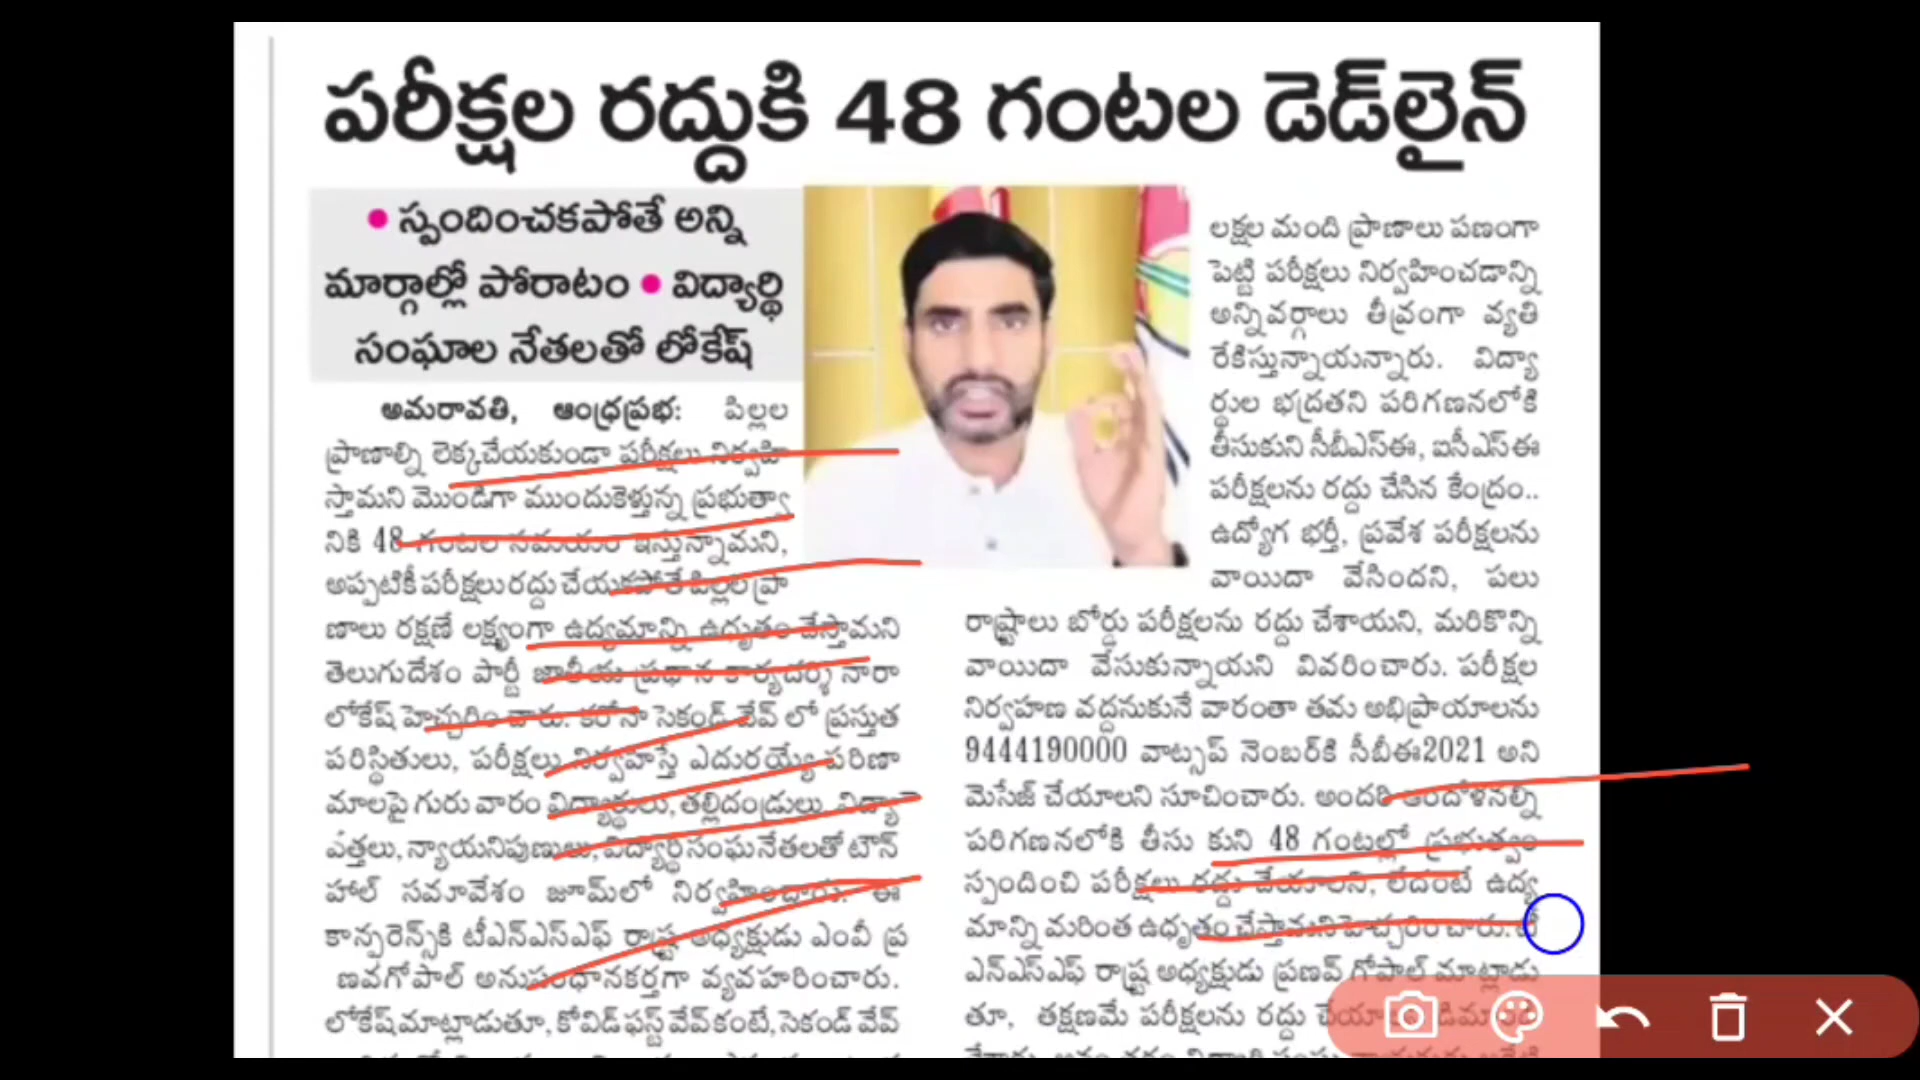 పరీక్షల రద్దుకి 48 గంటల డెడ్‌లైన్
• స్పందించకపోతే అన్ని
మార్గాల్లో పోరాటం • విద్యార్థి
సంఘాల నేతలతో లోకేష్
అమరావతి, ఆంధ్రప్రభ: పిల్లల
ప్రాణాల్ని లెక్కచేయకుండా పరీక్షలు నిర్వహి
స్తామని మొండిగా ముందుకెళ్తున్న ప్రభుత్వా
నికి 48 గంటల సమయం ఇస్తున్నామని,
అప్పటికీ పరీక్షలు రద్దు చేయకపోతే పిల్లల ప్రా
ణాలు రక్షణే లక్ష్యంగా ఉద్యమాన్ని ఉధృతం చేస్తామని
తెలుగుదేశం పార్టీ జాతీయ ప్రధాన కార్యదర్శి నారా
లోకేష్ హెచ్చరించారు. కరోనా సెకండ్ వేవ్ లో ప్రస్తుత
పరిస్థితులు, పరీక్షలు నిర్వహిస్తే ఎదురయ్యే పరిణా
మాలపై గురు వారం విద్యార్థులు, తల్లిదండ్రులు, విద్యా
వేత్తలు, న్యాయనిపుణులు, విద్యార్థి సంఘనేతలతో టౌన్
హాల్ సమావేశం జూమ్‌లో నిర్వహించారు. ఈ
కాన్ఫరెన్స్‌కి టీఎన్ఎస్ఎఫ్ రాష్ట్ర అధ్యక్షుడు ఎంవీ ప్ర
ణవగోపాల్ అనుసంధానకర్తగా వ్యవహరించారు.
లోకేష్ మాట్లాడుతూ, కోవిడ్ ఫస్ట్ వేవ్ కంటే, సెకండ్ వేవ్
లక్షల మంది ప్రాణాలు పణంగా
పెట్టి పరీక్షలు నిర్వహించడాన్ని
అన్నివర్గాలు తీవ్రంగా వ్యతి
రేకిస్తున్నాయన్నారు. విద్యా
ర్థుల భద్రతని పరిగణనలోకి
తీసుకుని సీబీఎస్ఈ, ఐసీఎస్ఈ
పరీక్షలను రద్దు చేసిన కేంద్రం..
ఉద్యోగ భర్తీ, ప్రవేశ పరీక్షలను
వాయిదా వేసిందని, పలు
రాష్ట్రాలు బోర్డు పరీక్షలను రద్దు చేశాయని, మరికొన్ని
వాయిదా వేసుకున్నాయని వివరించారు. పరీక్షల
నిర్వహణ వద్దనుకునే వారంతా తమ అభిప్రాయాలను
9444190000 వాట్సప్ నెంబర్‌కి సీబీఈ2021 అని
మెసేజ్ చేయాలని సూచించారు. అందరి ఆందోళనల్ని
పరిగణనలోకి తీసు కుని 48 గంటల్లో ప్రభుత్వం
స్పందించి పరీక్షలు రద్దు చేయాలని, లేదంటే ఉద్య
మాన్ని మరింత ఉధృతం చేస్తామని హెచ్చరించారు. టీ
ఎన్ఎస్ఎఫ్ రాష్ట్ర అధ్యక్షుడు ప్రణవ్ గోపాల్ మాట్లాడు
తూ, తక్షణమే పరీక్షలను రద్దు